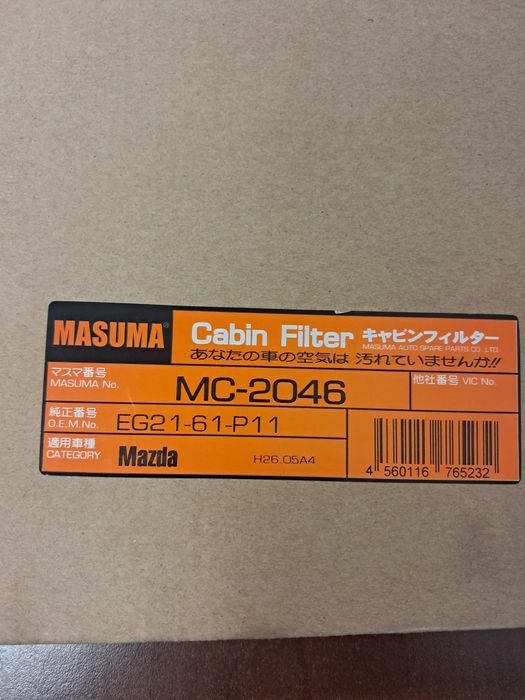 MASUMA®
Cabin Filter キャビンフィルター
MASUMA AUTO SPARE PARTS CO.,LTD.
あなたの車の空気は 汚れていませんか!!
マスマ番号
MASUMA No.
MC-2046
他社番号 VIC No.
純正番号
O.E.M.No.
EG21-61-P11
適用車種
CATEGORY
Mazda
H26.05A4
4 560116 765232